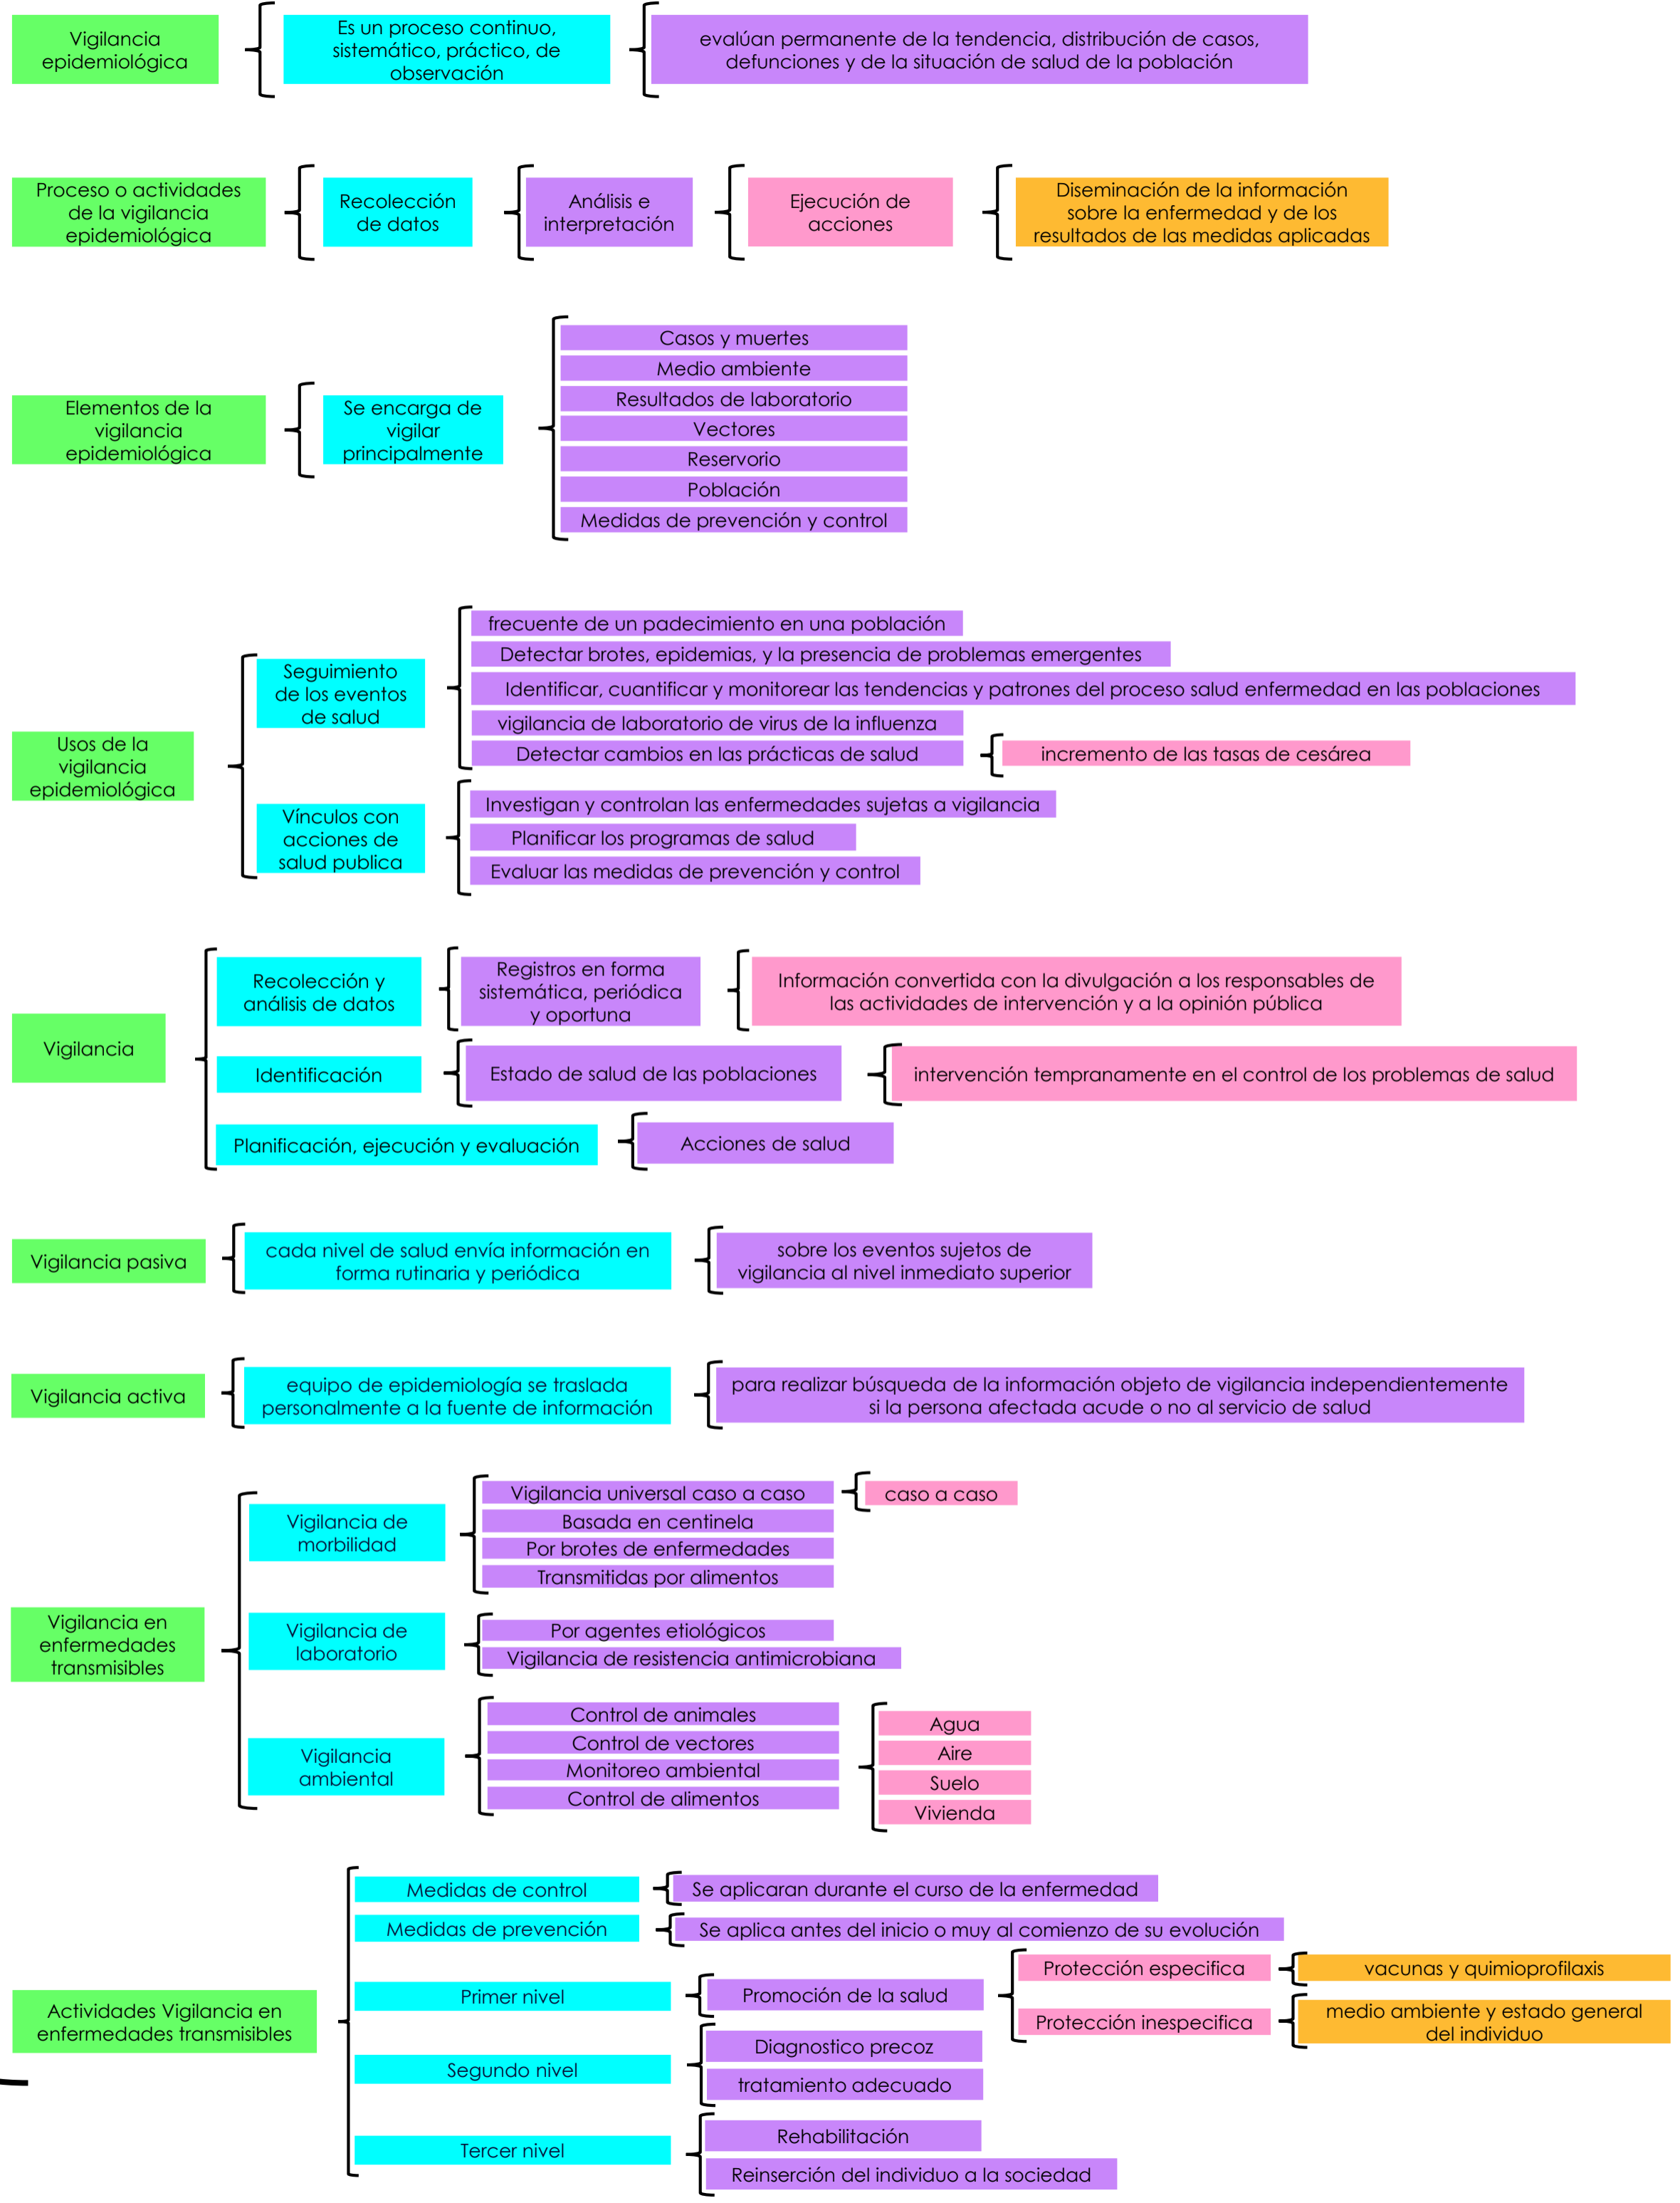 Vigilancia
epidemiológica
Es un proceso continuo,
sistemático, práctico, de
observación
evalúan permanente de la tendencia, distribución de casos,
defunciones y de la situación de salud de la población
Proceso o actividades
de la vigilancia
epidemiológica
Recolección
de datos
Análisis e
interpretación
Ejecución de
acciones
Diseminación de la información
sobre la enfermedad y de los
resultados de las medidas aplicadas
Elementos de la
vigilancia
epidemiológica
Se encarga de
vigilar
principalmente
Casos y muertes
Medio ambiente
Resultados de laboratorio
Vectores
Reservorio
Población
Medidas de prevención y control
Usos de la
vigilancia
epidemiológica
Seguimiento
de los eventos
de salud
frecuente de un padecimiento en una población
Detectar brotes, epidemias, y la presencia de problemas emergentes
Identificar, cuantificar y monitorear las tendencias y patrones del proceso salud enfermedad en las poblaciones
vigilancia de laboratorio de virus de la influenza
Detectar cambios en las prácticas de salud
incremento de las tasas de cesárea
Vínculos con
acciones de
salud publica
Investigan y controlan las enfermedades sujetas a vigilancia
Planificar los programas de salud
Evaluar las medidas de prevención y control
Vigilancia
Recolección y
análisis de datos
Registros en forma
sistemática, periódica
y oportuna
Información convertida con la divulgación a los responsables de
las actividades de intervención y a la opinión pública
Identificación
Estado de salud de las poblaciones
intervención tempranamente en el control de los problemas de salud
Planificación, ejecución y evaluación
Acciones de salud
Vigilancia pasiva
cada nivel de salud envía información en
forma rutinaria y periódica
sobre los eventos sujetos de
vigilancia al nivel inmediato superior
Vigilancia activa
equipo de epidemiología se traslada
personalmente a la fuente de información
para realizar búsqueda de la información objeto de vigilancia independientemente
si la persona afectada acude o no al servicio de salud
Vigilancia en
enfermedades
transmisibles
Vigilancia de
morbilidad
Vigilancia universal caso a caso
caso a caso
Basada en centinela
Por brotes de enfermedades
Transmitidas por alimentos
Vigilancia de
laboratorio
Por agentes etiológicos
Vigilancia de resistencia antimicrobiana
Vigilancia
ambiental
Control de animales
Control de vectores
Monitoreo ambiental
Control de alimentos
Agua
Aire
Suelo
Vivienda
Actividades Vigilancia en
enfermedades transmisibles
Medidas de control
Se aplicaran durante el curso de la enfermedad
Medidas de prevención
Se aplica antes del inicio o muy al comienzo de su evolución
Primer nivel
Promoción de la salud
Protección especifica
vacunas y quimioprofilaxis
Protección inespecifica
medio ambiente y estado general
del individuo
Segundo nivel
Diagnostico precoz
tratamiento adecuado
Tercer nivel
Rehabilitación
Reinserción del individuo a la sociedad